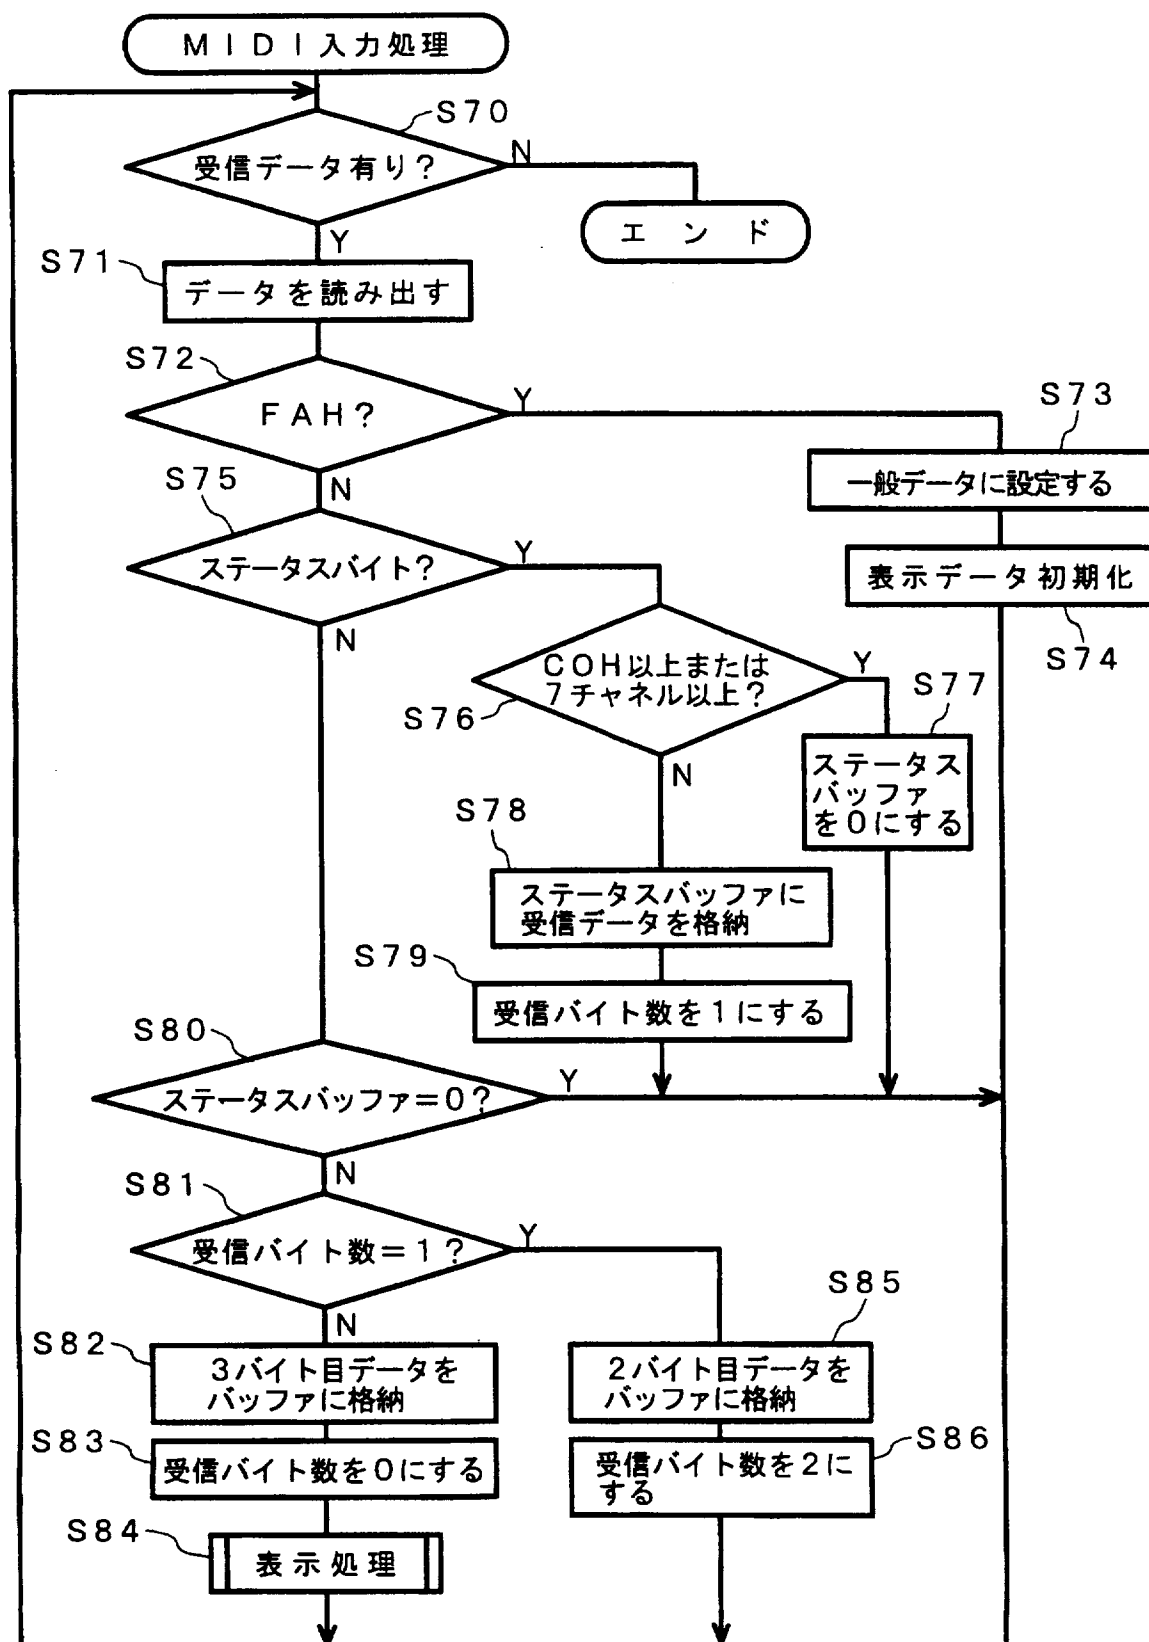 MIDI入力処理
S70
受信データ有り?
N
エンド
Y
S71
データを読み出す
S72
FAH?
Y
S73
一般データに設定する
N
S75
ステータスバイト?
Y
表示データ初期化
S74
N
COH以上または
7チャネル以上?
Y
S76
S77
N
ステータス
バッファ
を0にする
S78
ステータスバッファに
受信データを格納
S79
受信バイト数を1にする
S80
ステータスバッファ=0?
Y
N
S81
受信バイト数=1?
Y
N
S82
3バイト目データを
バッファに格納
S85
2バイト目データを
バッファに格納
S83
受信バイト数を0にする
S86
受信バイト数を2に
する
S84
表示処理